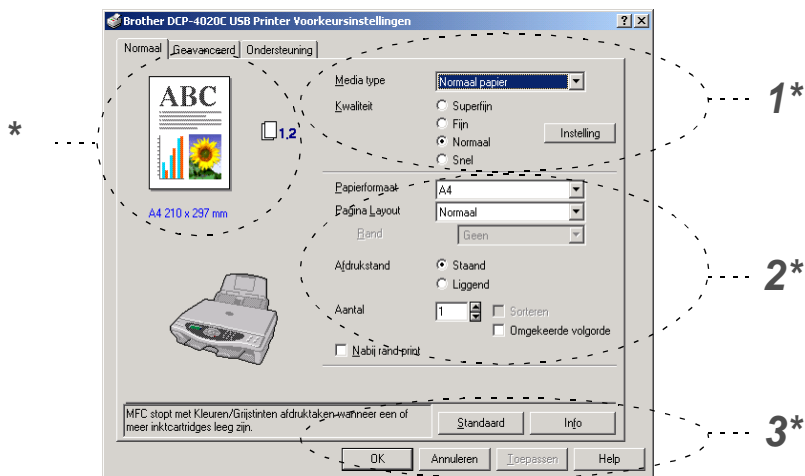 Brother DCP-4020C USB Printer Voorkeursinstellingen
Normaal Geavanceerd Ondersteuning
ABC
1,2
A4 210 x 297 mm
*
Media type Normaal papier
Kwaliteit
Superfijn
Fijn
Normaal
Snel
Instelling
1*
Papierformaat A4
Pagina Layout Normaal
Rand Geen
Afdrukstand
Staand
Liggend
Aantal 1
Sorteren
Omgekeerde volgorde
Nabij rand-print
2*
MFC stopt met Kleuren/Grijstinten afdruktaken wanneer een of
meer inktcartridges leeg zijn.
Standaard Info
3*
OK Annuleren Toepassen Help